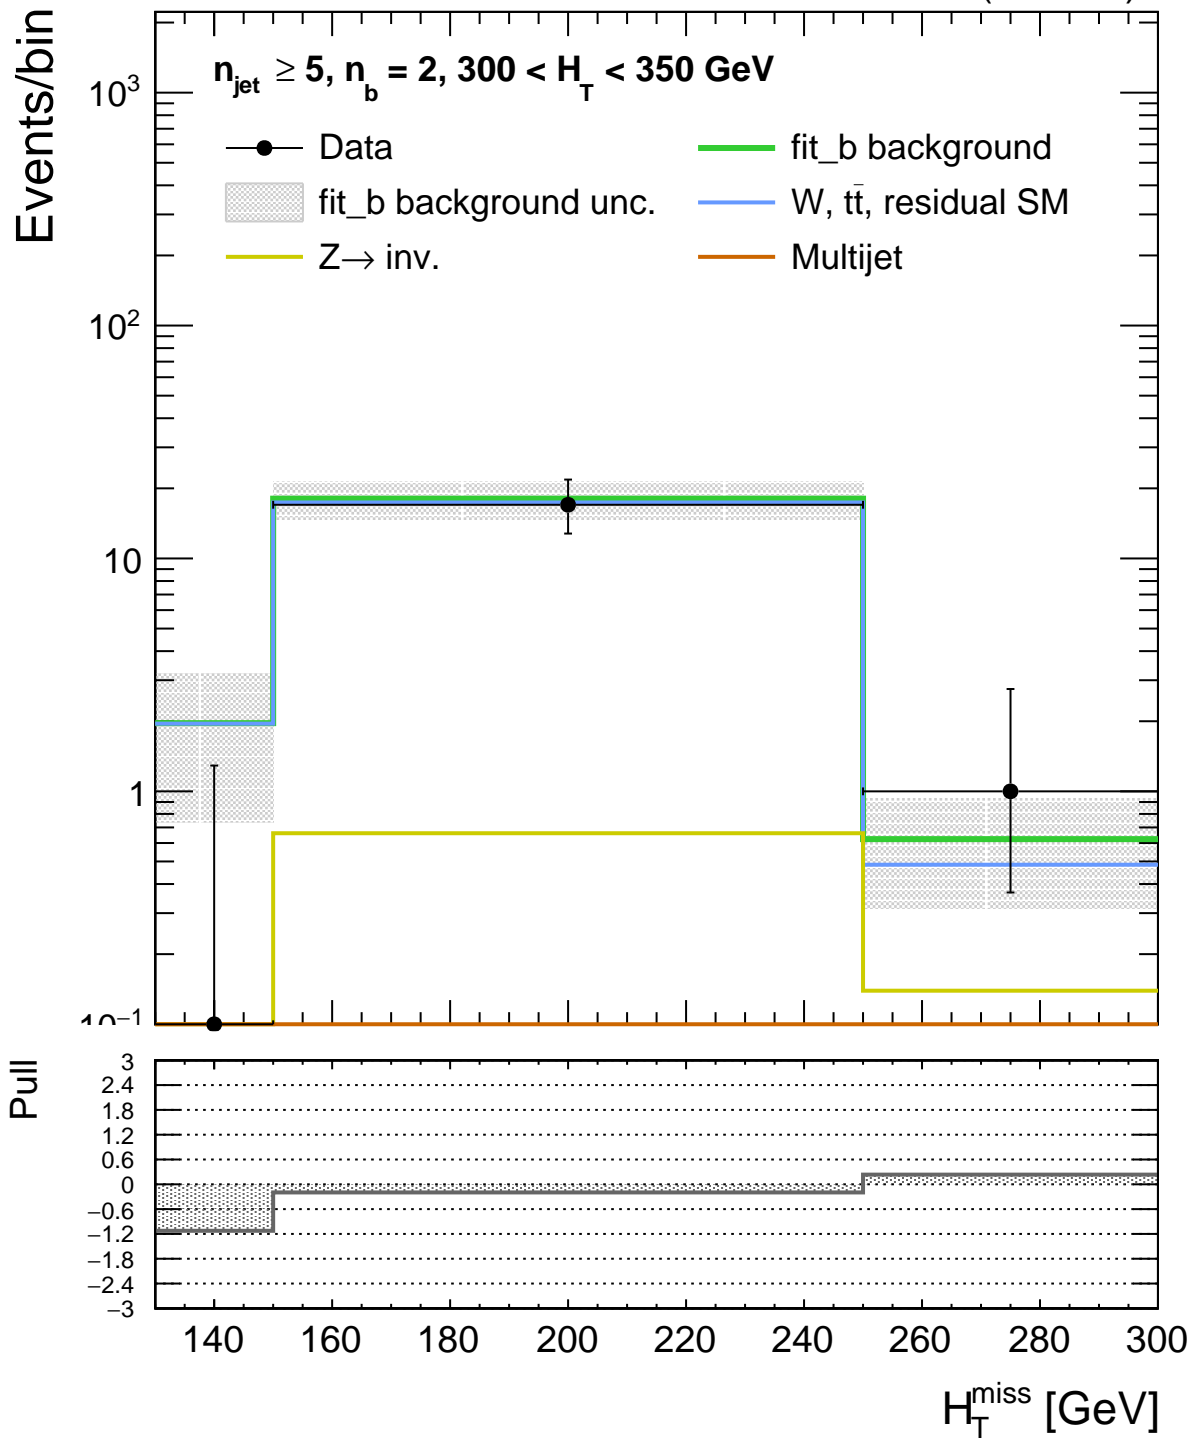 n_jet ≥ 5, n_b = 2, 300 < H_T < 350 GeV
Data
fit_b background
fit_b background unc.
W, tt̄, residual SM
Z→ inv.
Multijet
Events/bin
10³
10²
10
1
10⁻¹
Pull
3
2.4
1.8
1.2
0.6
0
−0.6
−1.2
−1.8
−2.4
−3
140 160 180 200 220 240 260 280 300
H_T^miss [GeV]